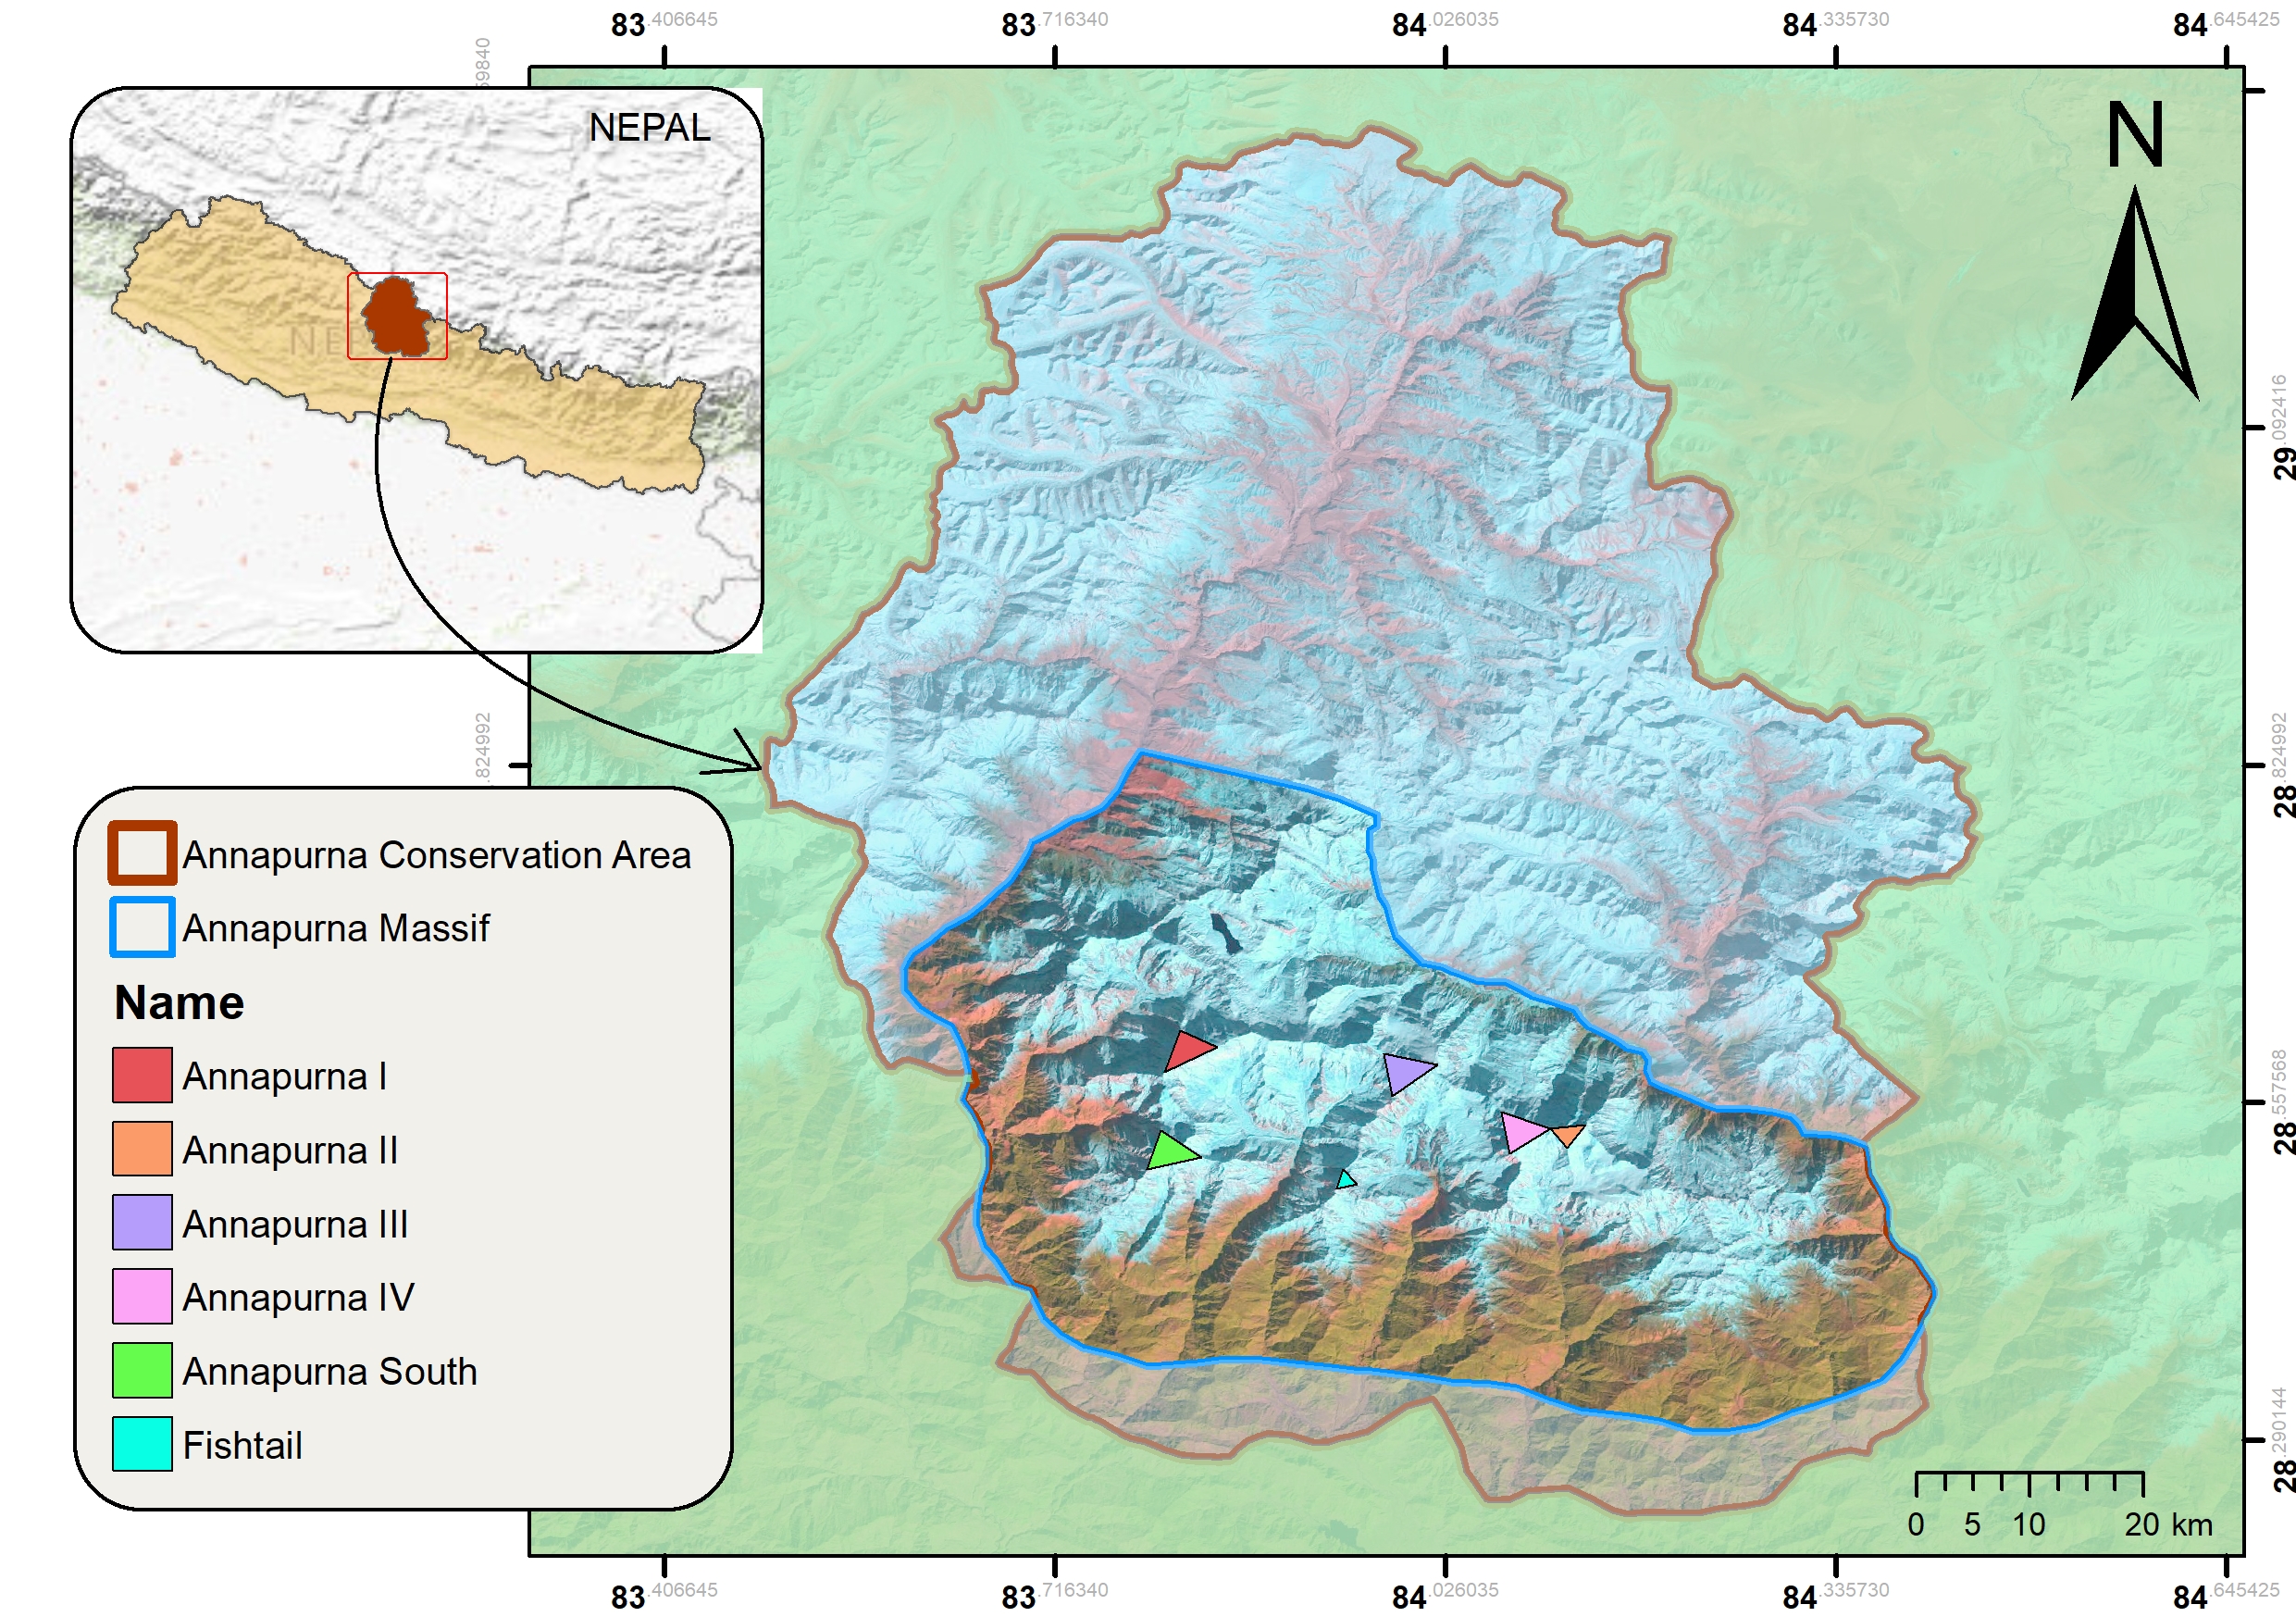 83.406645 83.716340 84.026035 84.335730 84.645425
NEPAL
N
29.092416
28.824992
.824992
28.557568
28.290144
Annapurna Conservation Area
Annapurna Massif
Name
Annapurna I
Annapurna II
Annapurna III
Annapurna IV
Annapurna South
Fishtail
0 5 10 20 km
83.406645 83.716340 84.026035 84.335730 84.645425